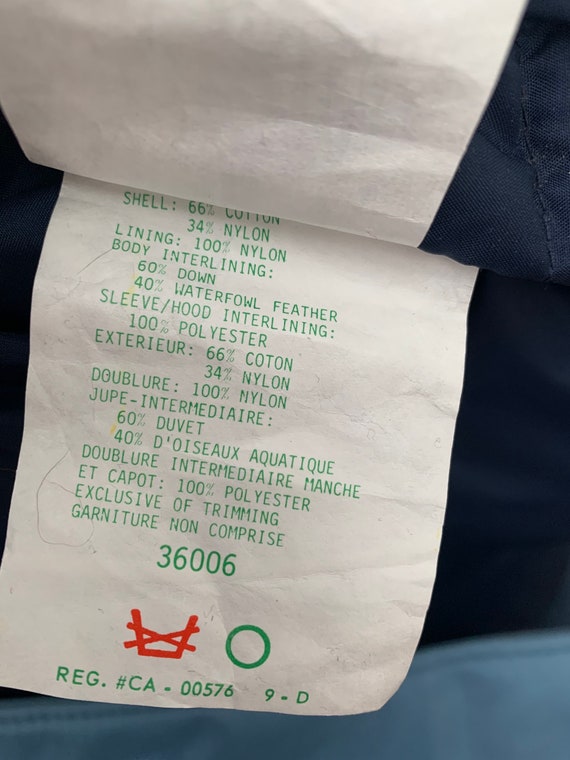 SHELL: 66% COTTON
34% NYLON
LINING: 100% NYLON
BODY INTERLINING:
60% DOWN
40% WATERFOWL FEATHER
SLEEVE/HOOD INTERLINING:
100% POLYESTER
EXTERIEUR: 66% COTON
34% NYLON
DOUBLURE: 100% NYLON
JUPE-INTERMEDIAIRE:
60% DUVET
40% D'OISEAUX AQUATIQUE
DOUBLURE INTERMEDIAIRE MANCHE
ET CAPOT: 100% POLYESTER
EXCLUSIVE OF TRIMMING
GARNITURE NON COMPRISE
36006
REG. #CA - 00576 9 - D